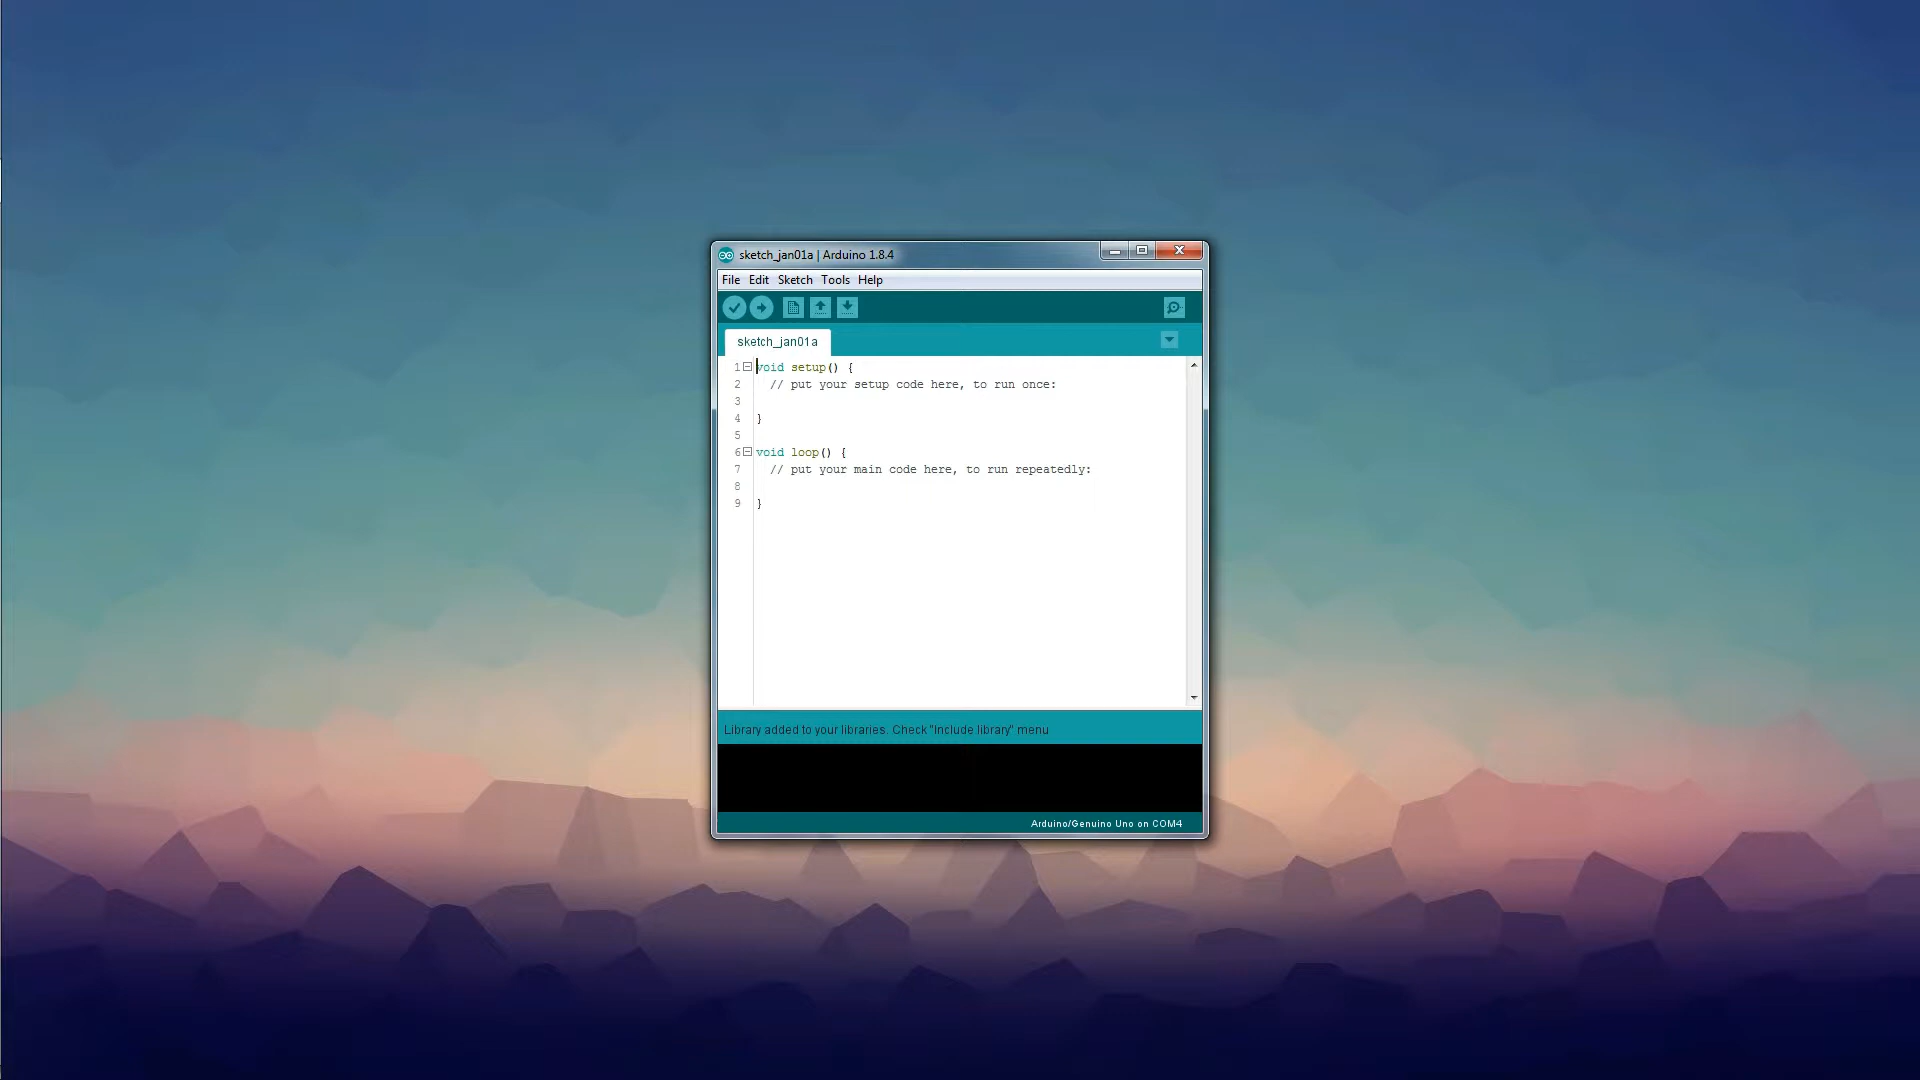 sketch_jan01a | Arduino 1.8.4
File Edit Sketch Tools Help
sketch_jan01a
1 void setup() {
2 // put your setup code here, to run once:
3
4 }
5
6 void loop() {
7 // put your main code here, to run repeatedly:
8
9 }
Library added to your libraries. Check "Include library" menu
Arduino/Genuino Uno on COM4